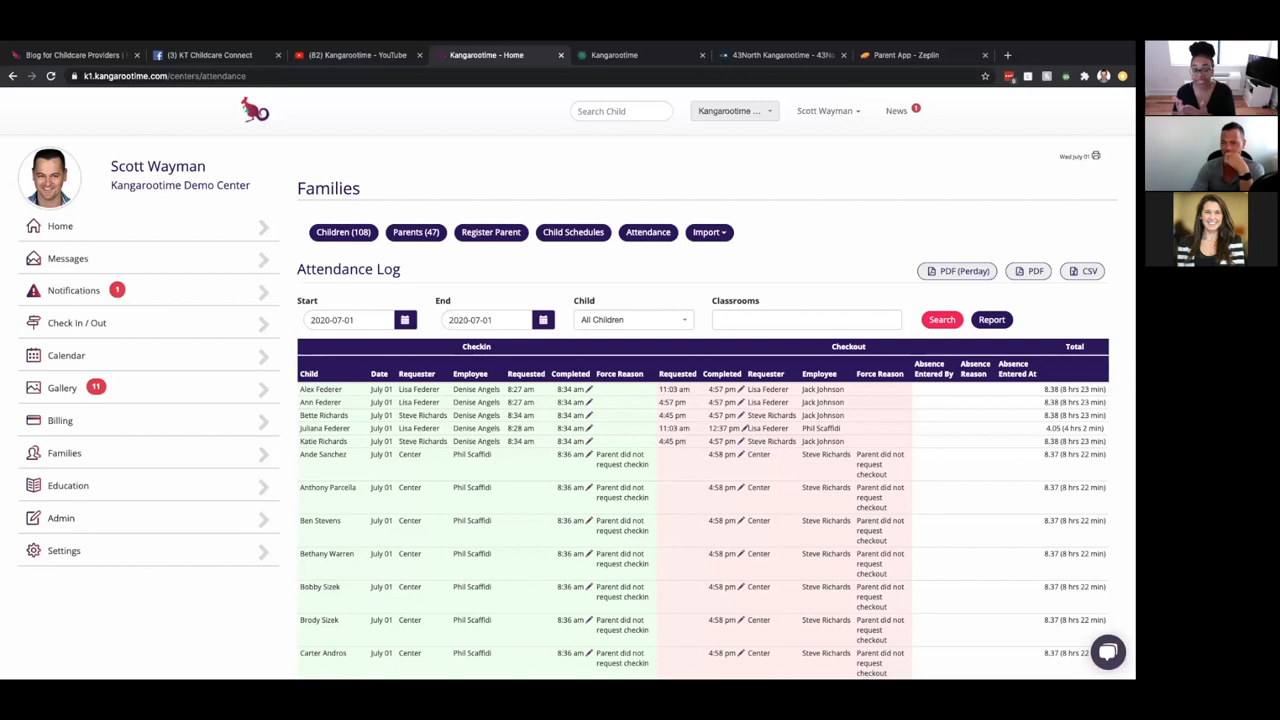 Blog for Childcare Providers |
(3) KT Childcare Connect
(82) Kangarootime - YouTube
Kangarootime - Home
Kangarootime
43North Kangarootime - 43No
Parent App - Zeplin
k1.kangarootime.com/centers/attendance
Search Child
Kangarootime ...
Scott Wayman
News 1
Wed July 01
Scott Wayman
Kangarootime Demo Center
Home
Messages
Notifications 1
Check In / Out
Calendar
Gallery 11
Billing
Families
Education
Admin
Settings
Families
Children (108) Parents (47) Register Parent Child Schedules Attendance Import
Attendance Log
PDF (Perday) PDF CSV
Start End Child Classrooms
2020-07-01 2020-07-01 All Children Search Report
Checkin Checkout Total
Child Date Requester Employee Requested Completed Force Reason Requested Completed Requester Employee Force Reason Absence Entered By Absence Reason Absence Entered At
Alex Federer July 01 Lisa Federer Denise Angels 8:27 am 8:34 am 11:03 am 4:57 pm Lisa Federer Jack Johnson 8.38 (8 hrs 23 min)
Ann Federer July 01 Lisa Federer Denise Angels 8:27 am 8:34 am 4:57 pm 4:57 pm Lisa Federer Jack Johnson 8.38 (8 hrs 23 min)
Bette Richards July 01 Steve Richards Denise Angels 8:34 am 8:34 am 4:45 pm 4:57 pm Steve Richards Jack Johnson 8.38 (8 hrs 23 min)
Juliana Federer July 01 Lisa Federer Denise Angels 8:28 am 8:34 am 11:03 am 12:37 pm Lisa Federer Phil Scaffidi 4.05 (4 hrs 2 min)
Katie Richards July 01 Steve Richards Denise Angels 8:34 am 8:34 am 4:45 pm 4:57 pm Steve Richards Jack Johnson 8.38 (8 hrs 23 min)
Ande Sanchez July 01 Center Phil Scaffidi 8:36 am Parent did not request checkin 4:58 pm Center Steve Richards Parent did not request checkout 8.37 (8 hrs 22 min)
Anthony Parcella July 01 Center Phil Scaffidi 8:36 am Parent did not request checkin 4:58 pm Center Steve Richards Parent did not request checkout 8.37 (8 hrs 22 min)
Ben Stevens July 01 Center Phil Scaffidi 8:36 am Parent did not request checkin 4:58 pm Center Steve Richards Parent did not request checkout 8.37 (8 hrs 22 min)
Bethany Warren July 01 Center Phil Scaffidi 8:36 am Parent did not request checkin 4:58 pm Center Steve Richards Parent did not request checkout 8.37 (8 hrs 22 min)
Bobby Sizek July 01 Center Phil Scaffidi 8:36 am Parent did not request checkin 4:58 pm Center Steve Richards Parent did not request checkout 8.37 (8 hrs 22 min)
Brody Sizek July 01 Center Phil Scaffidi 8:36 am Parent did not request checkin 4:58 pm Center Steve Richards Parent did not request checkout 8.37 (8 hrs 22 min)
Carter Andros July 01 Center Phil Scaffidi 8:36 am Parent did not request checkin 4:58 pm Center Steve Richards Parent did not request checkout 8.37 (8 hrs 22 min)